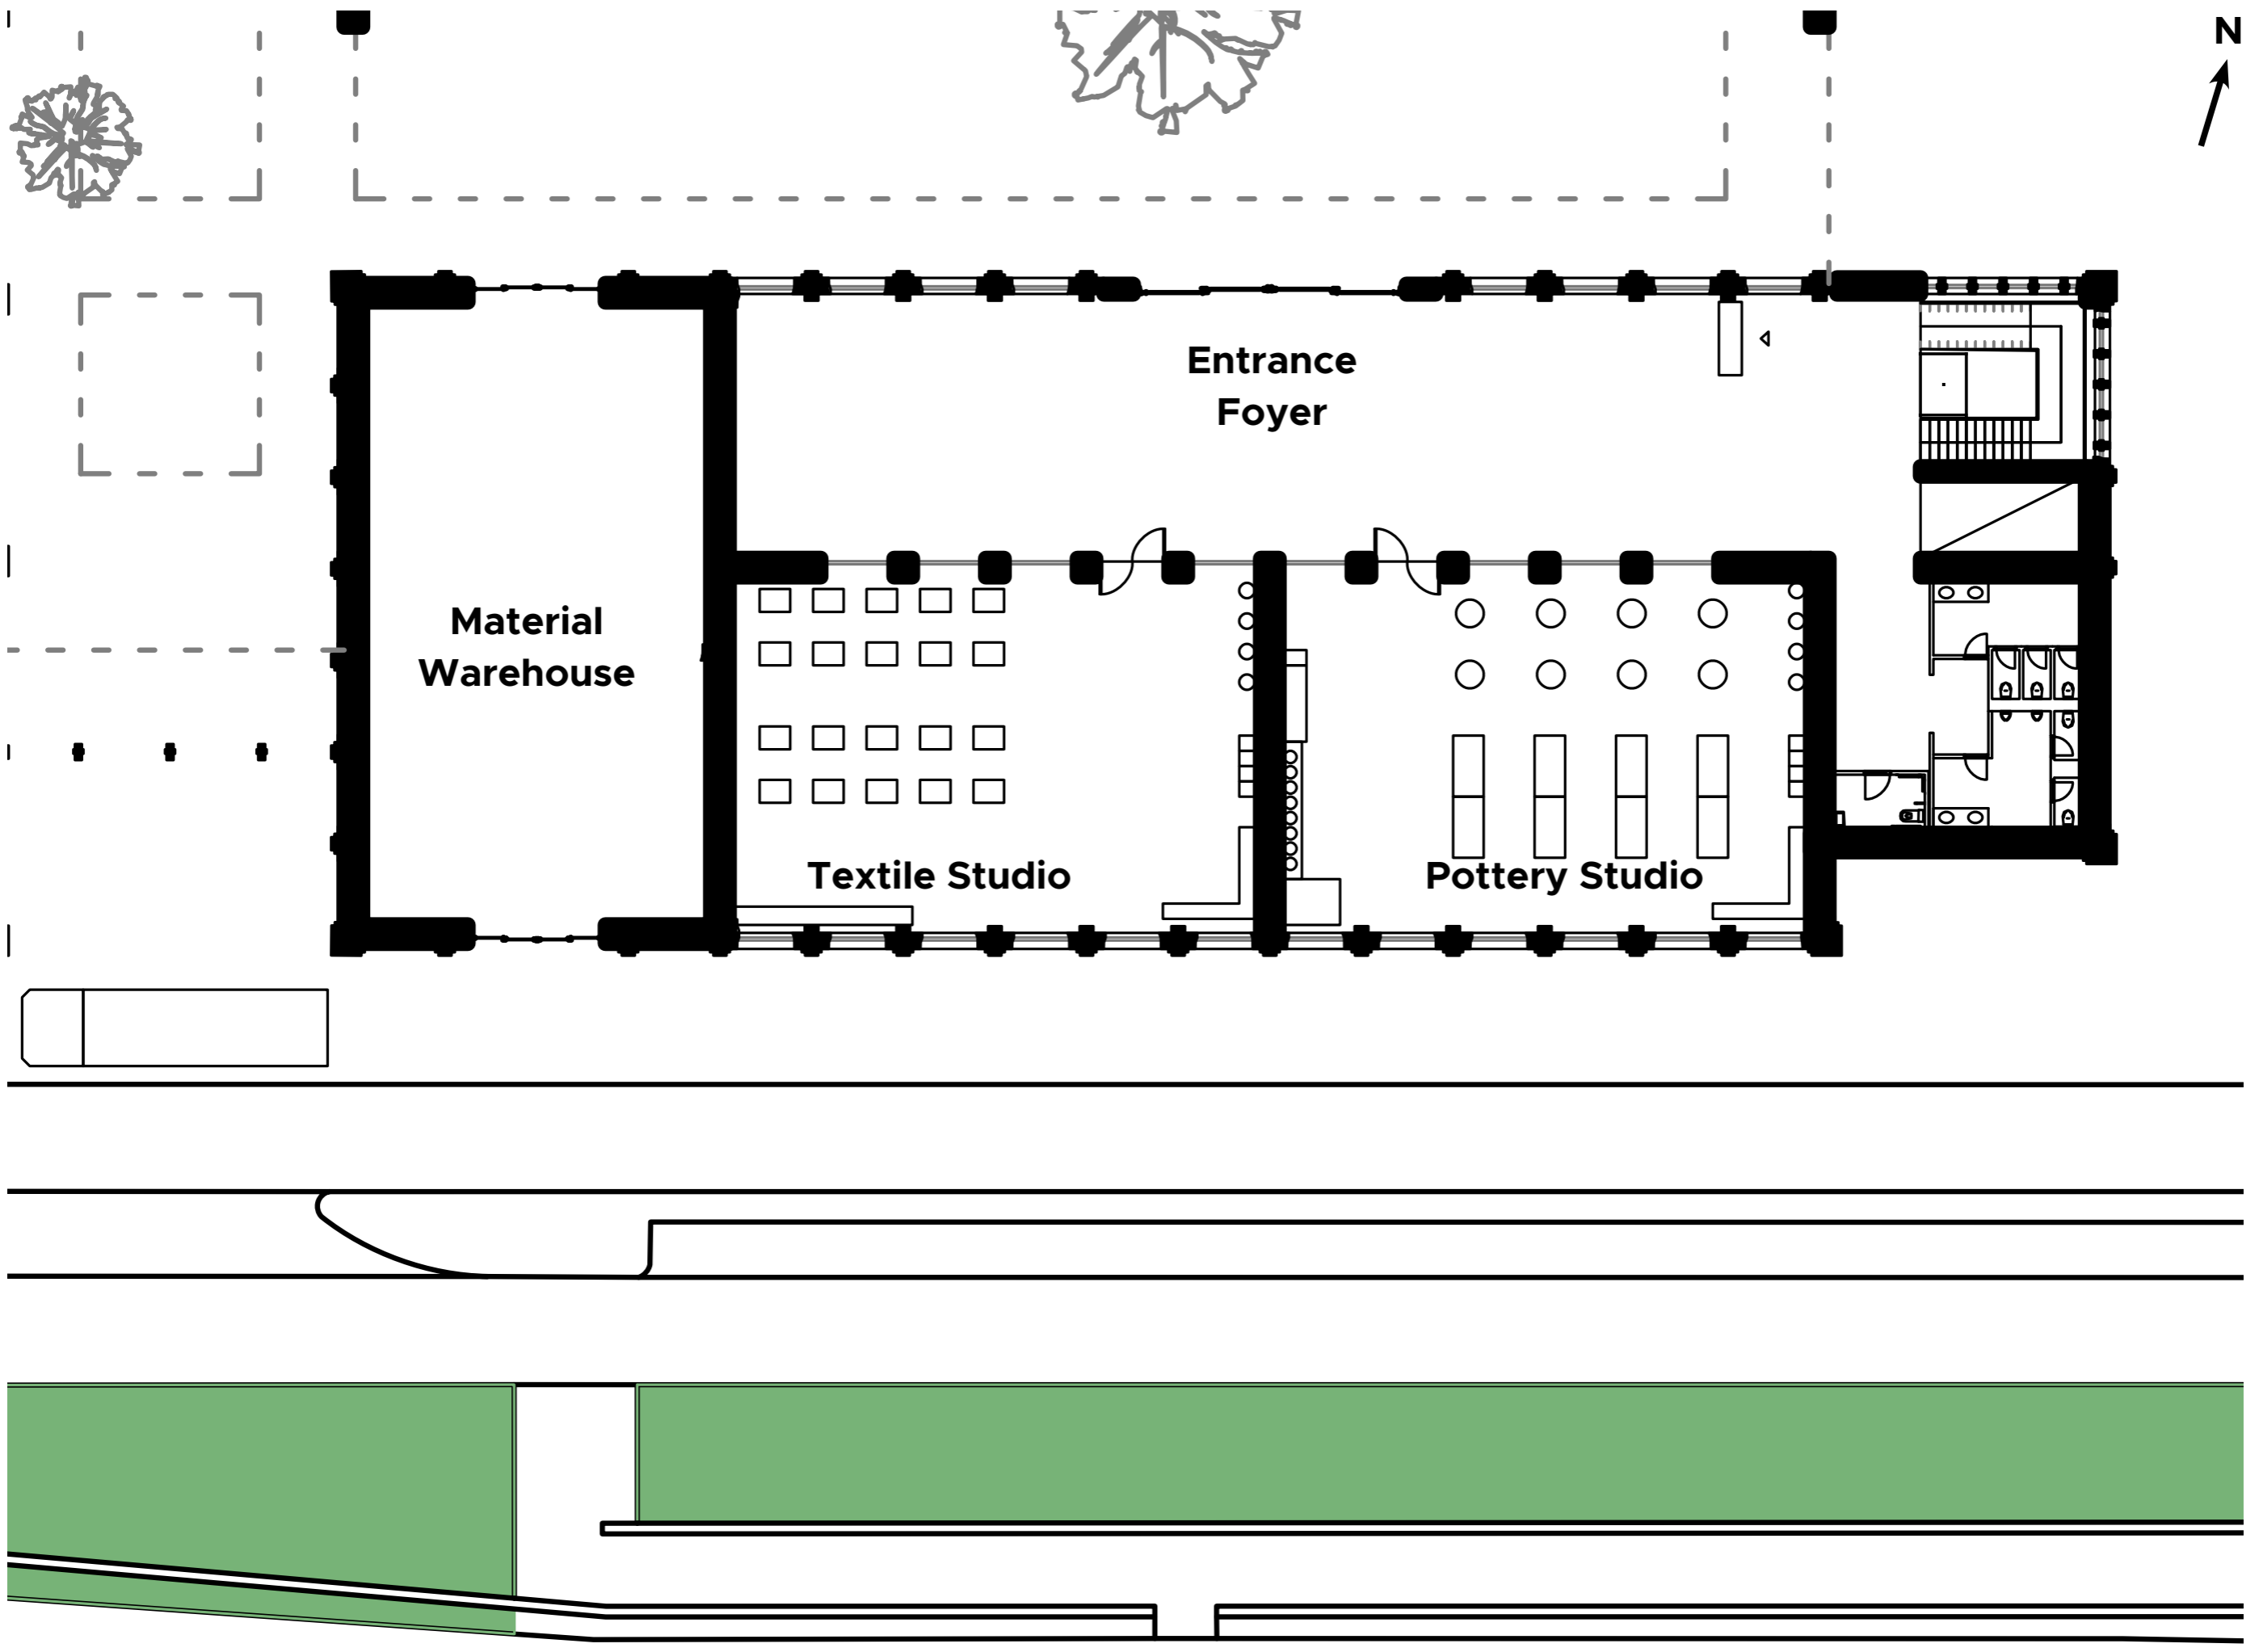 N
Entrance
Foyer
Material
Warehouse
Textile Studio
Pottery Studio